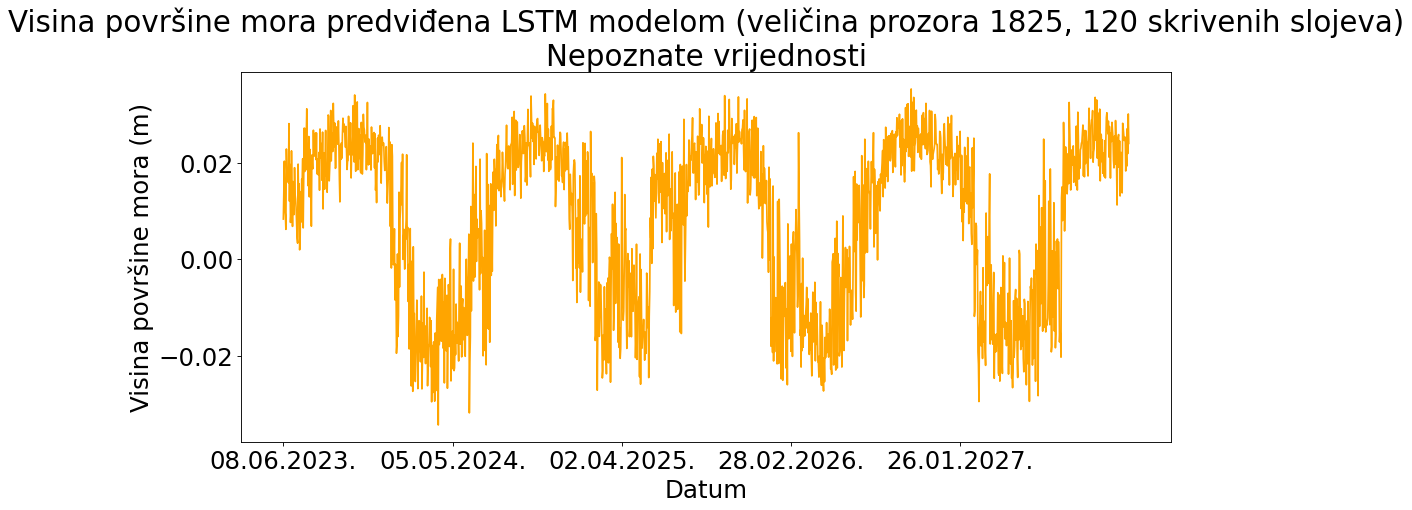 Visina površine mora predviđena LSTM modelom (veličina prozora 1825, 120 skrivenih slojeva)
Nepoznate vrijednosti
Visina površine mora (m)
0.02
0.00
−0.02
08.06.2023. 05.05.2024. 02.04.2025. 28.02.2026. 26.01.2027.
Datum